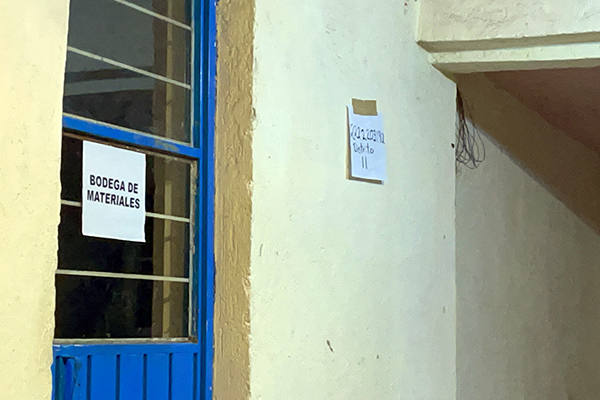 BODEGA DE
MATERIALES
Distrito
11